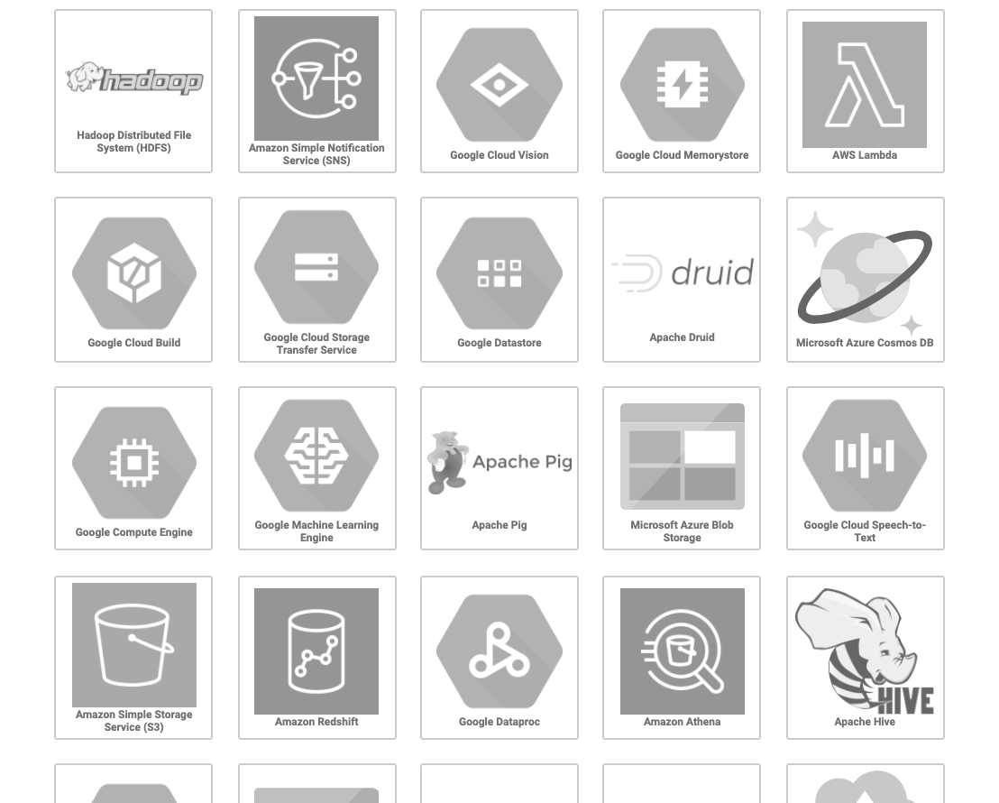 hadoop
Hadoop Distributed File
System (HDFS)
Amazon Simple Notification
Service (SNS)
Google Cloud Vision
Google Cloud Memorystore
AWS Lambda
Google Cloud Build
Google Cloud Storage
Transfer Service
Google Datastore
druid
Apache Druid
Microsoft Azure Cosmos DB
Google Compute Engine
Google Machine Learning
Engine
Apache Pig
Apache Pig
Microsoft Azure Blob
Storage
Google Cloud Speech-to-
Text
Amazon Simple Storage
Service (S3)
Amazon Redshift
Google Dataproc
Amazon Athena
HIVE
Apache Hive